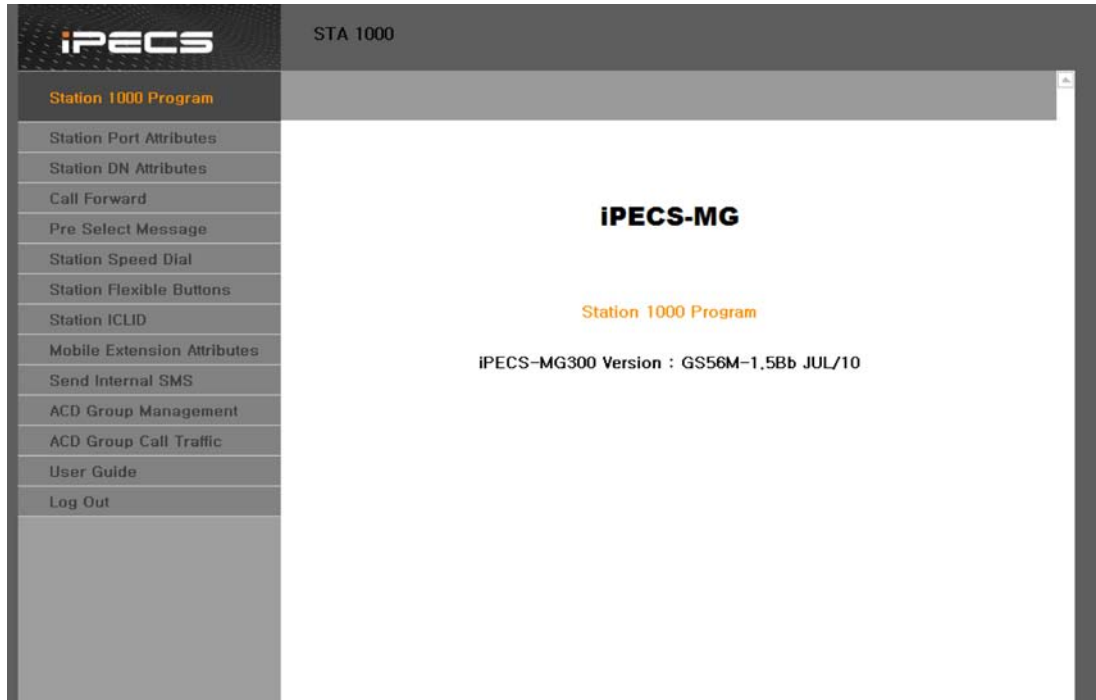 iPECS
STA 1000
Station 1000 Program
Station Port Attributes
Station DN Attributes
Call Forward
Pre Select Message
Station Speed Dial
Station Flexible Buttons
Station ICLID
Mobile Extension Attributes
Send Internal SMS
ACD Group Management
ACD Group Call Traffic
User Guide
Log Out
iPECS-MG
Station 1000 Program
iPECS-MG300 Version : GS56M-1.5Bb JUL/10